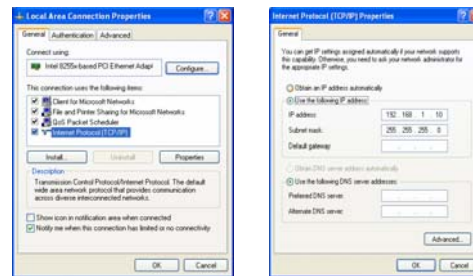 Local Area Connection Properties
General Authentication Advanced
Connect using:
Intel 8255x-based PCI Ethernet Adapt
Configure...
This connection uses the following items:
Client for Microsoft Networks
File and Printer Sharing for Microsoft Networks
QoS Packet Scheduler
Internet Protocol (TCP/IP)
Install... Uninstall Properties
Description
Transmission Control Protocol/Internet Protocol. The default
wide area network protocol that provides communication
across diverse interconnected networks.
Show icon in notification area when connected
Notify me when this connection has limited or no connectivity
OK Cancel
Internet Protocol (TCP/IP) Properties
General
You can get IP settings assigned automatically if your network supports
this capability. Otherwise, you need to ask your network administrator for
the appropriate IP settings.
Obtain an IP address automatically
Use the following IP address:
IP address: 192 . 168 . 1 . 10
Subnet mask: 255 . 255 . 255 . 0
Default gateway:
Obtain DNS server address automatically
Use the following DNS server addresses:
Preferred DNS server:
Alternate DNS server:
Advanced...
OK Cancel